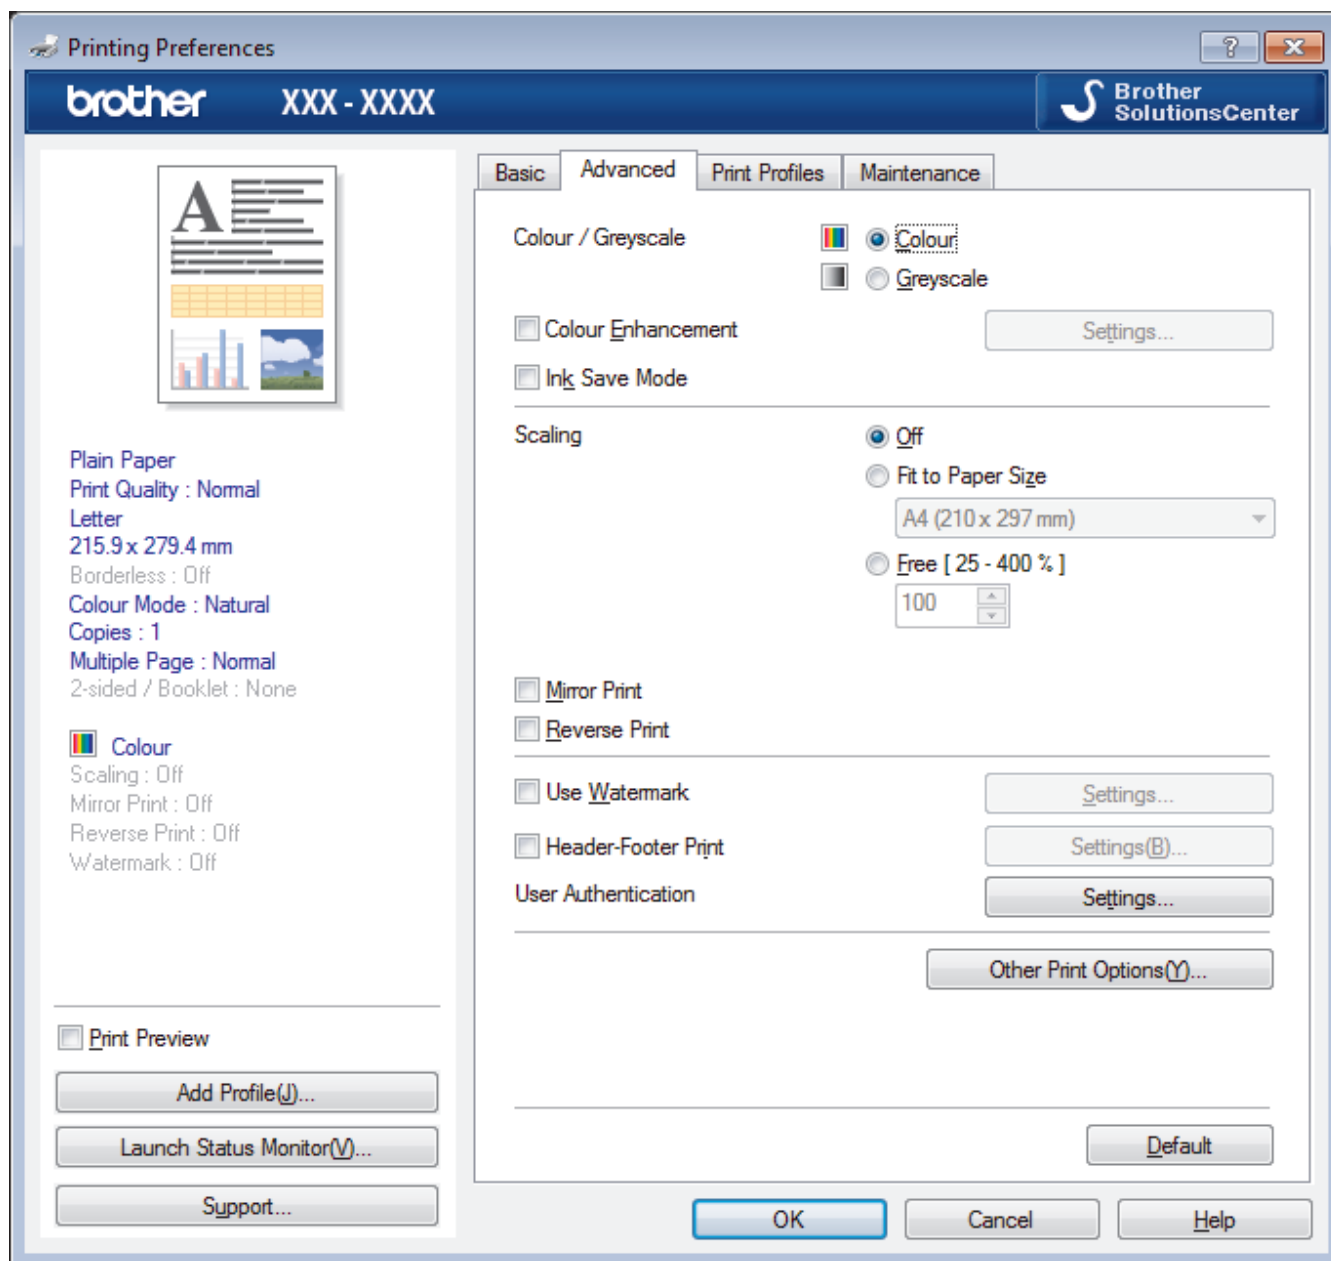 Printing Preferences
brother XXX - XXXX
Brother
SolutionsCenter
A
Plain Paper
Print Quality : Normal
Letter
215.9 x 279.4 mm
Borderless : Off
Colour Mode : Natural
Copies : 1
Multiple Page : Normal
2-sided / Booklet : None
Colour
Scaling : Off
Mirror Print : Off
Reverse Print : Off
Watermark : Off
Print Preview
Add Profile(J)...
Launch Status Monitor(V)...
Support...
Basic Advanced Print Profiles Maintenance
Colour / Greyscale Colour
Greyscale
Colour Enhancement Settings...
Ink Save Mode
Scaling Off
Fit to Paper Size
A4 (210 x 297 mm)
Free [ 25 - 400 % ]
100
Mirror Print
Reverse Print
Use Watermark Settings...
Header-Footer Print Settings(B)...
User Authentication Settings...
Other Print Options(Y)...
Default
OK Cancel Help